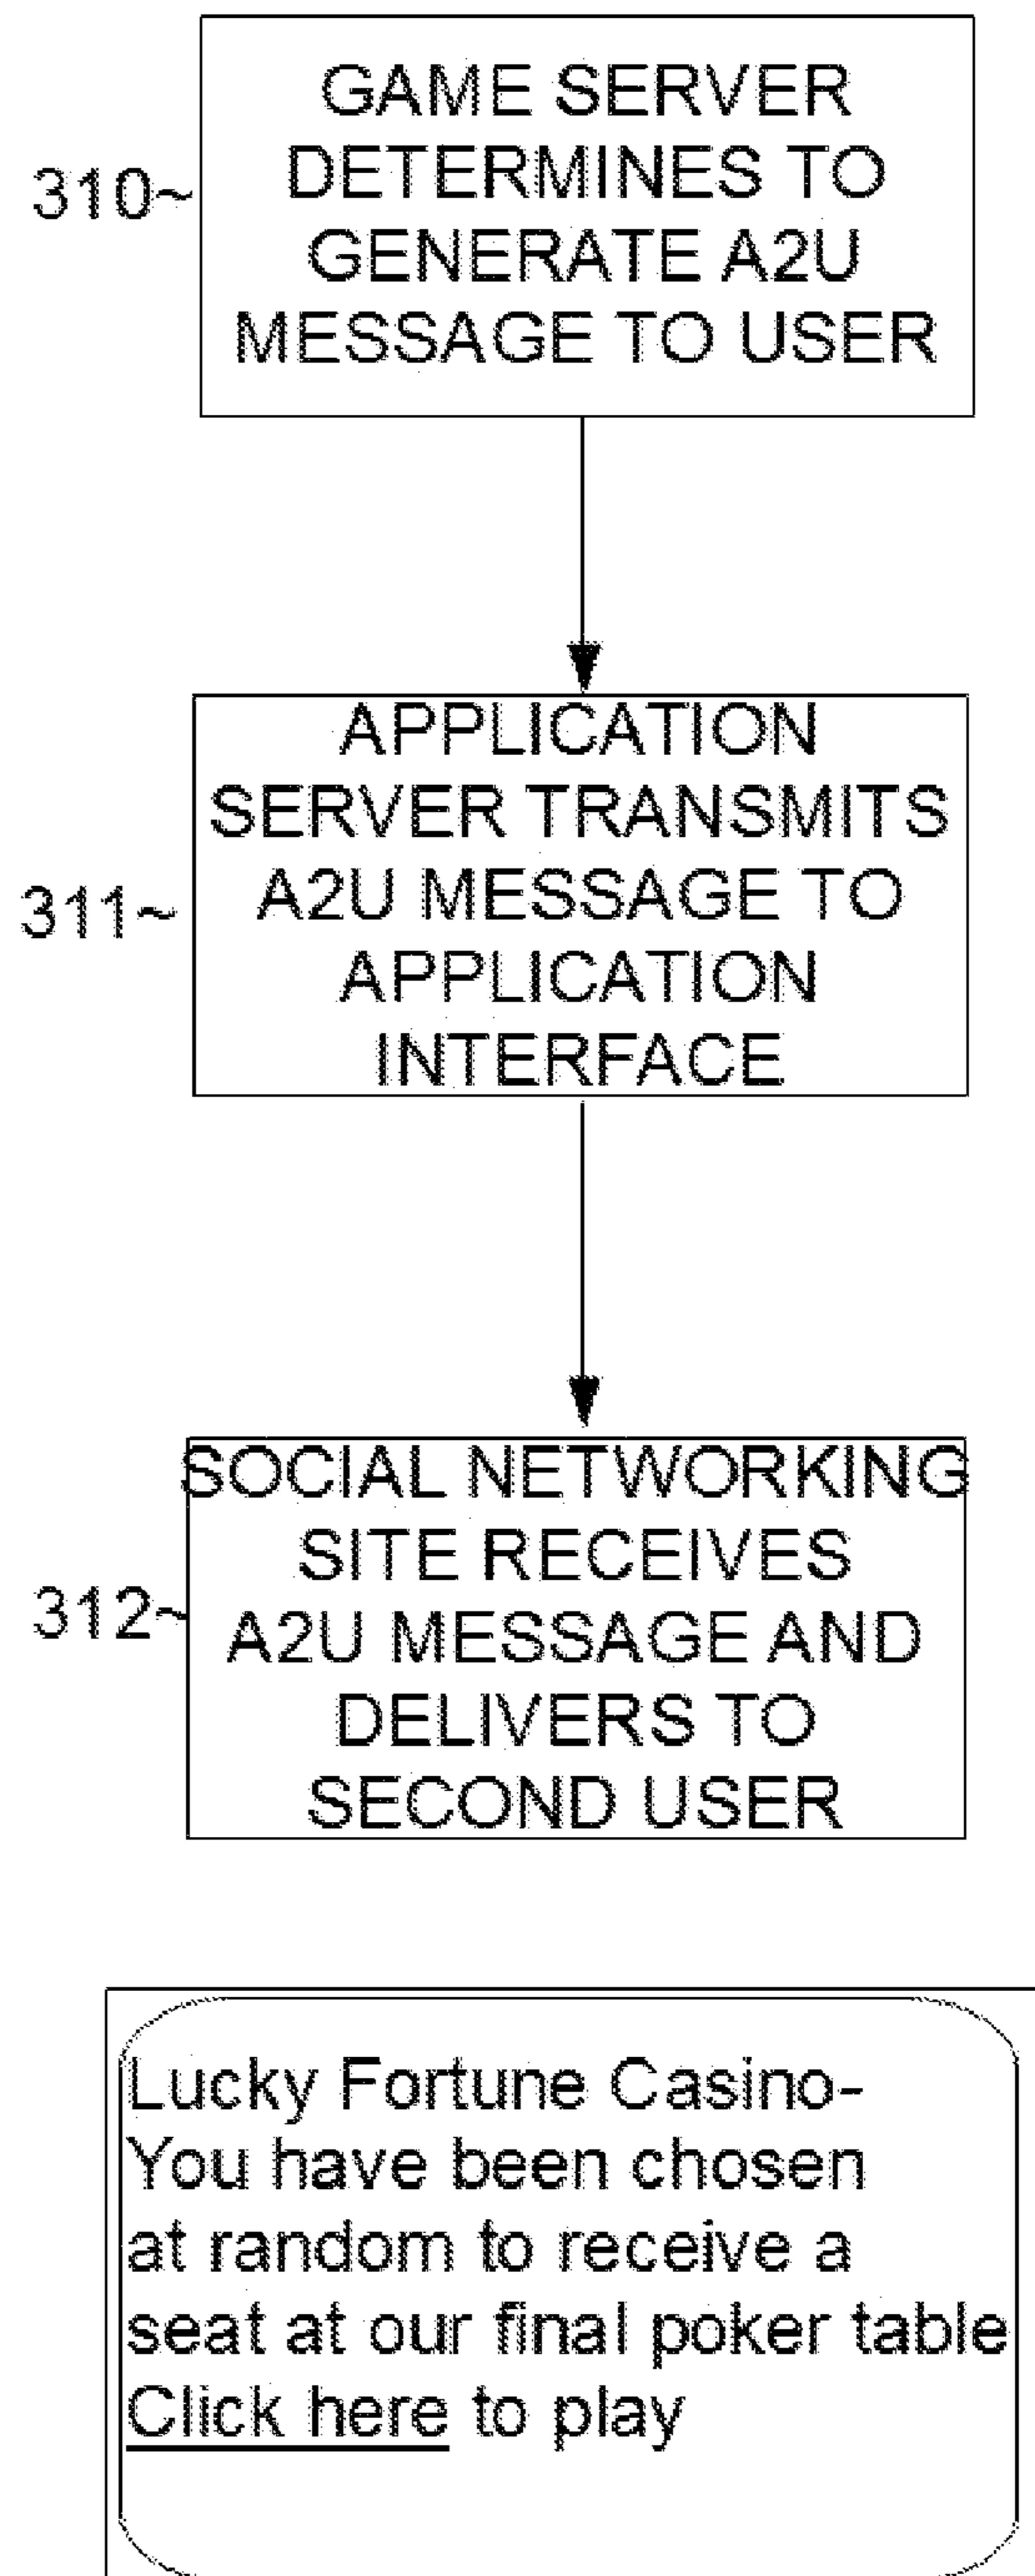 GAME SERVER
DETERMINES TO
310~
GENERATE A2U
MESSAGE TO USER
APPLICATION
SERVER TRANSMITS
311~
A2U MESSAGE TO
APPLICATION
INTERFACE
SOCIAL NETWORKING
SITE RECEIVES
312~
A2U MESSAGE AND
DELIVERS TO
SECOND USER
Lucky Fortune Casino-
You have been chosen
at random to receive a
seat at our final poker table
Click here to play